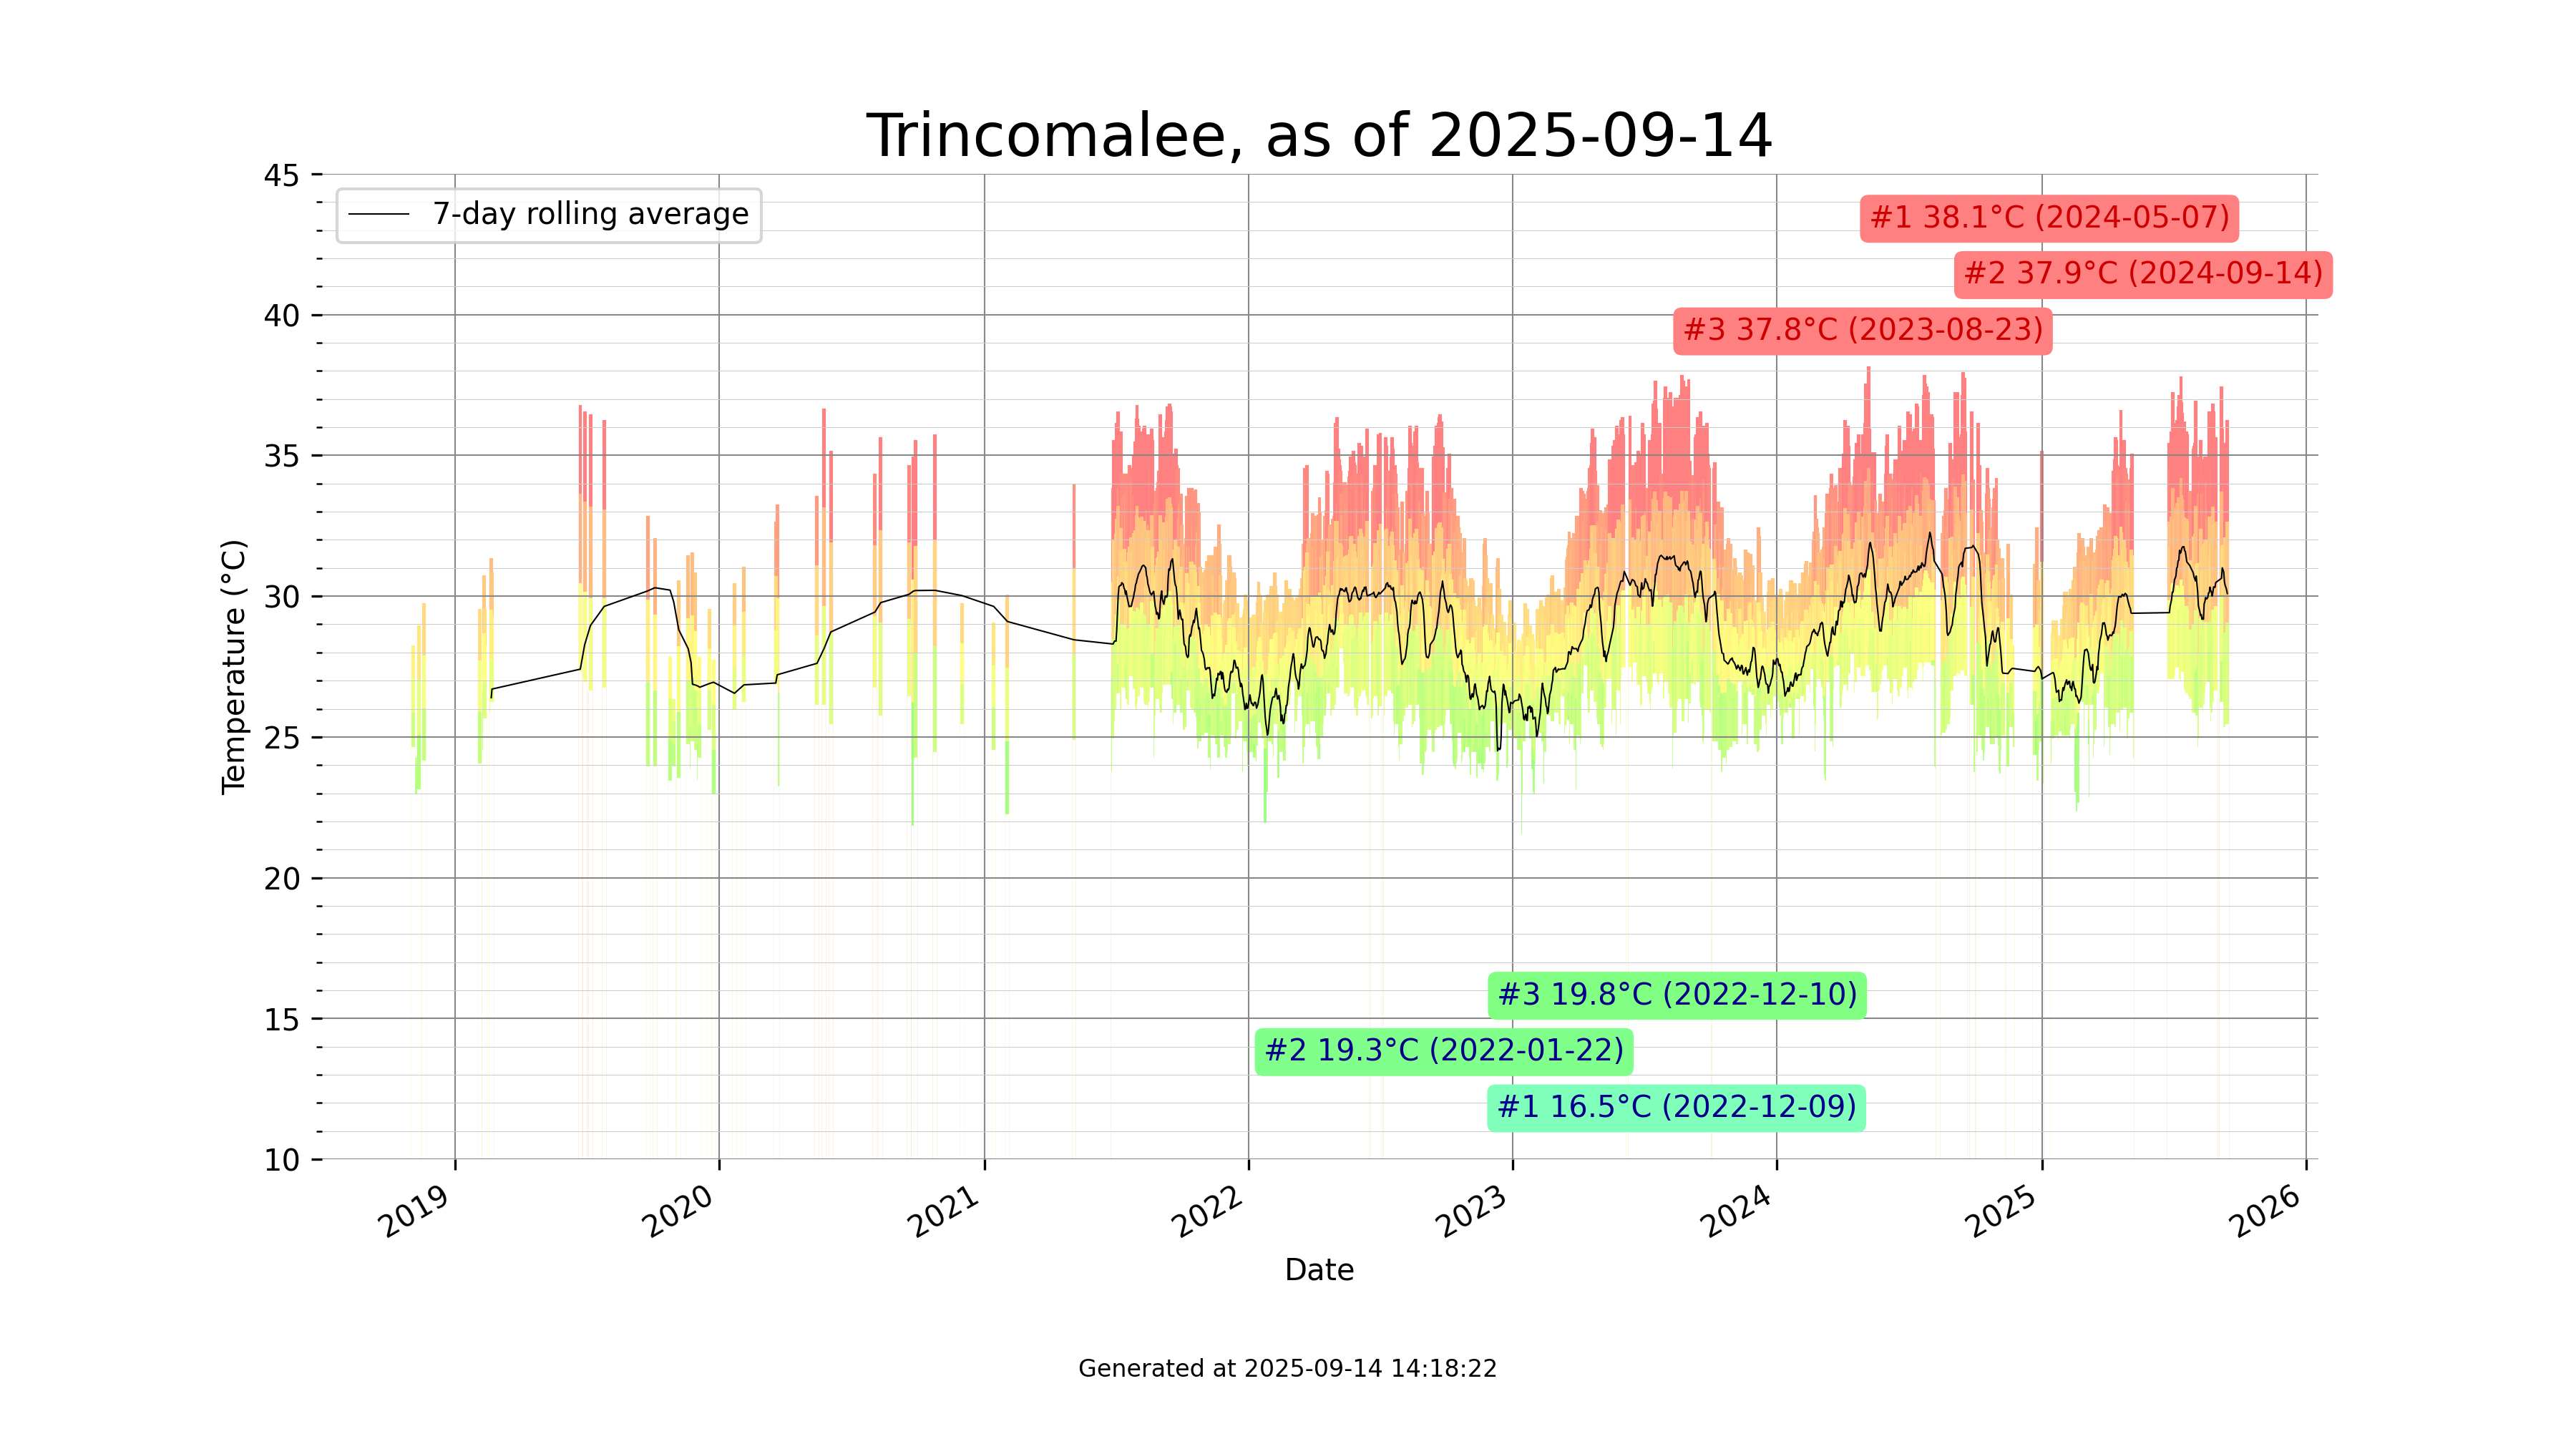 Trincomalee, as of 2025-09-14
45
40
35
30
25
20
15
10
Temperature (°C)
7-day rolling average
#1 38.1°C (2024-05-07)
#2 37.9°C (2024-09-14)
#3 37.8°C (2023-08-23)
#3 19.8°C (2022-12-10)
#2 19.3°C (2022-01-22)
#1 16.5°C (2022-12-09)
2019 2020 2021 2022 2023 2024 2025 2026
Date
Generated at 2025-09-14 14:18:22